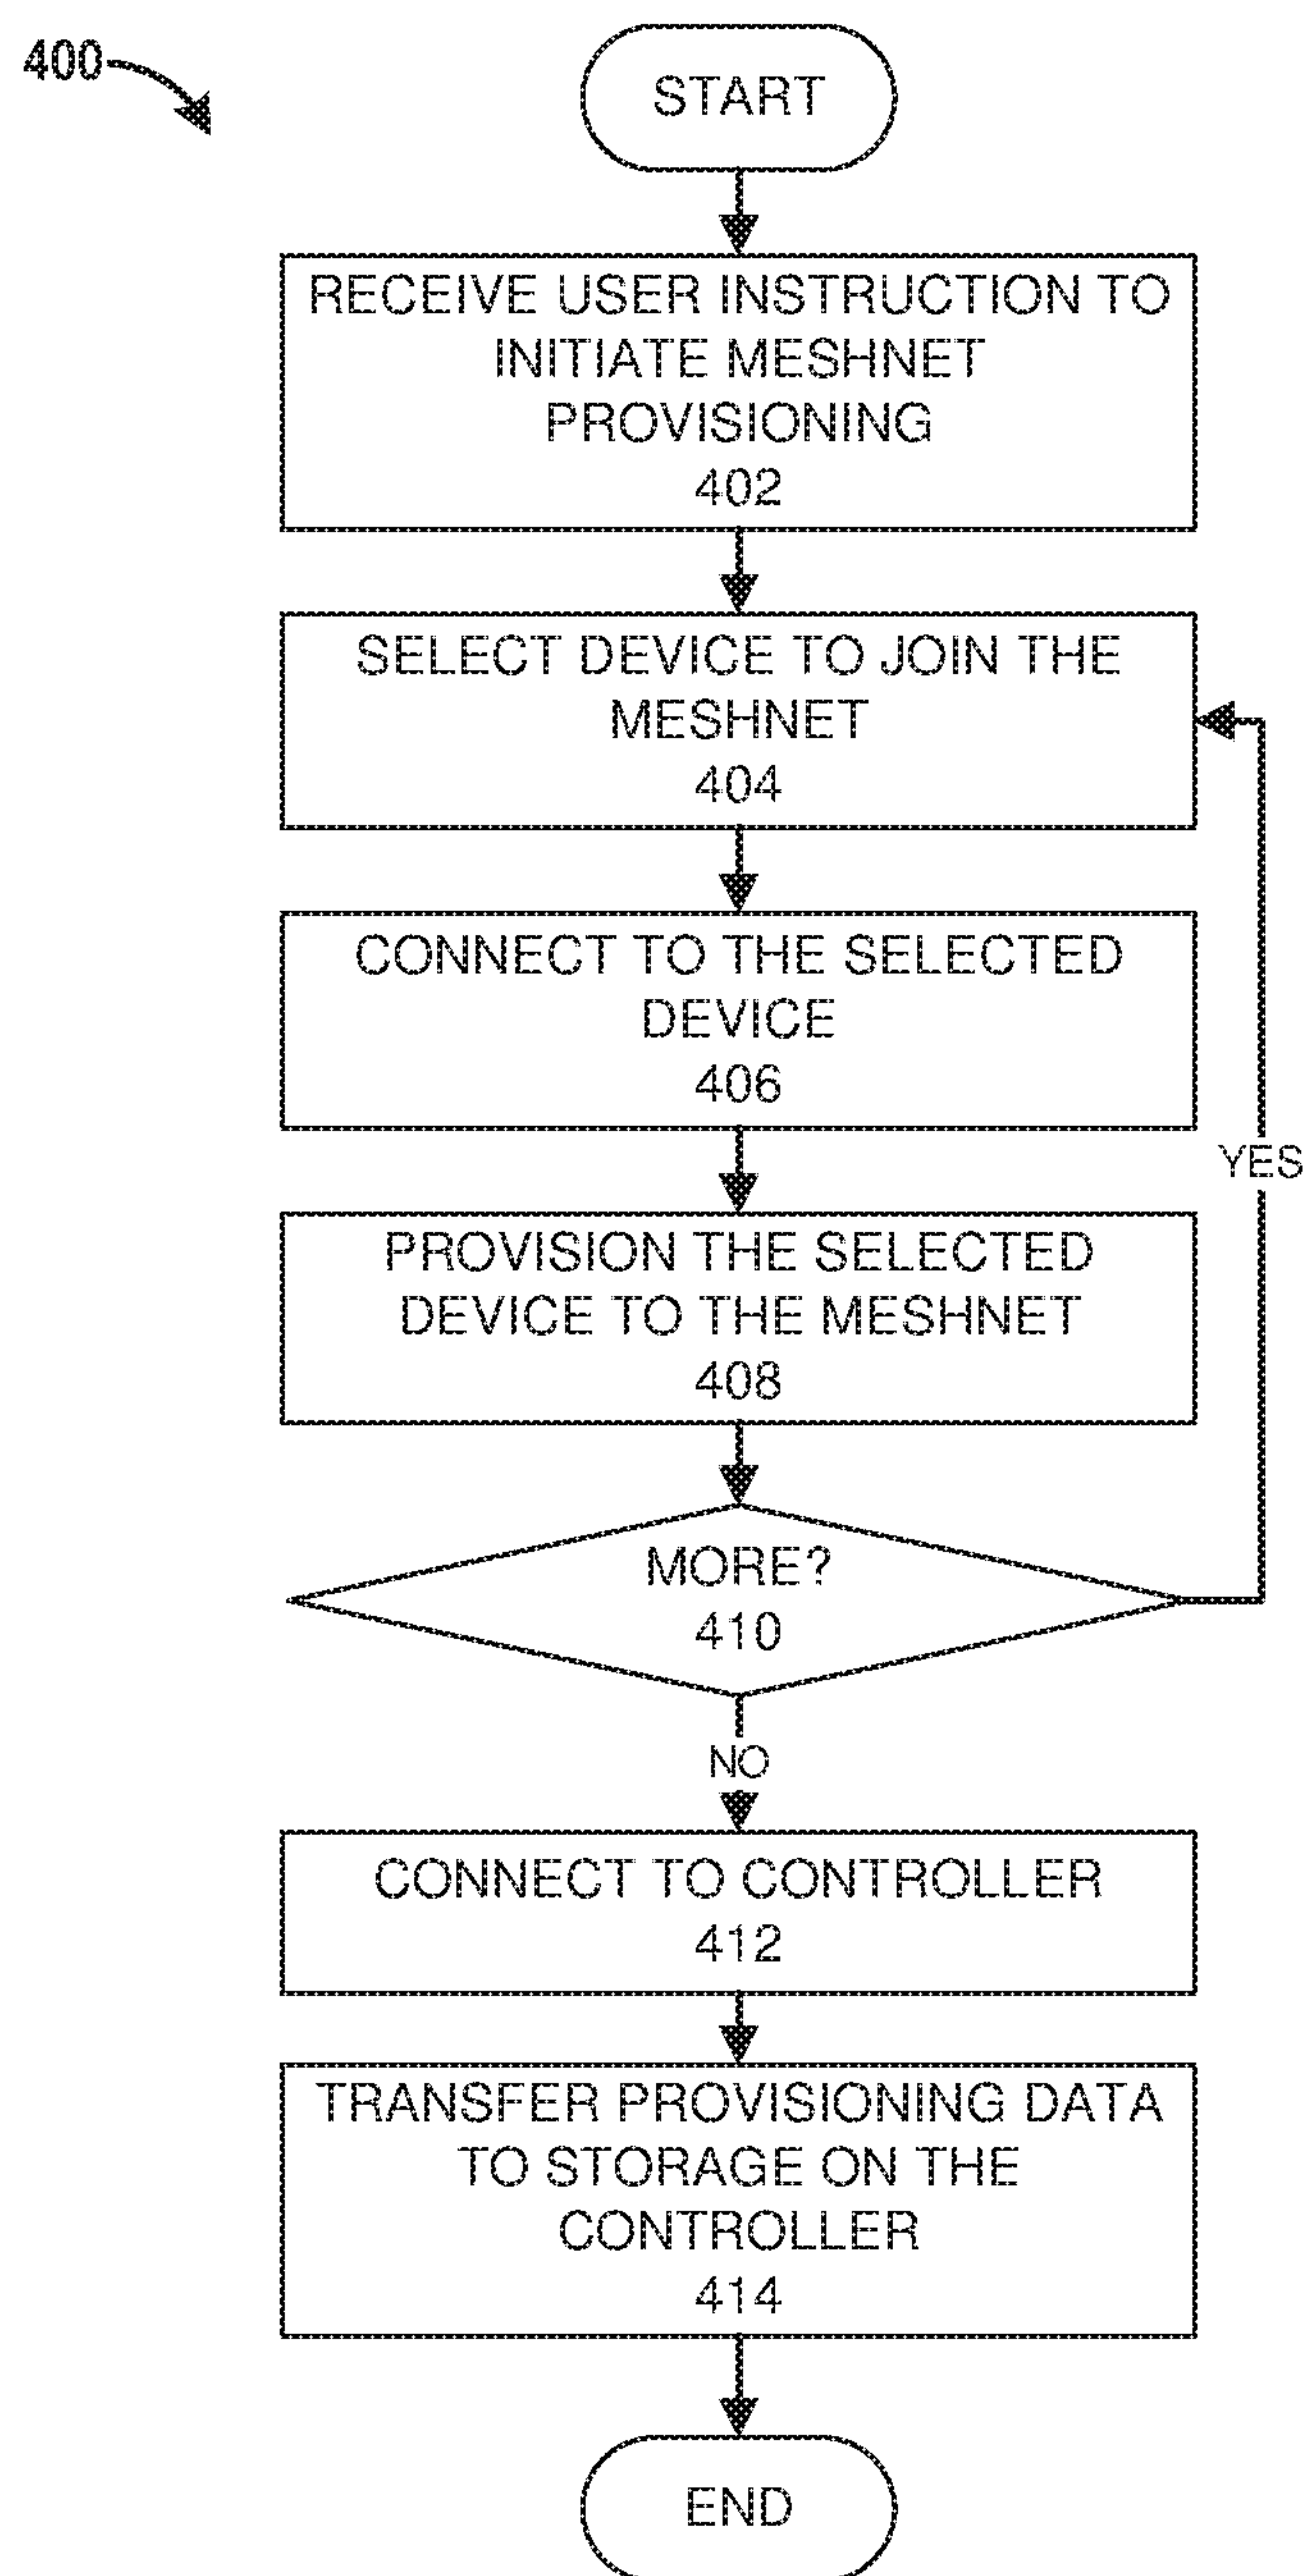 400
START
RECEIVE USER INSTRUCTION TO
INITIATE MESHNET
PROVISIONING
402
SELECT DEVICE TO JOIN THE
MESHNET
404
CONNECT TO THE SELECTED
DEVICE
406
YES
PROVISION THE SELECTED
DEVICE TO THE MESHNET
408
MORE?
410
NO
CONNECT TO CONTROLLER
412
TRANSFER PROVISIONING DATA
TO STORAGE ON THE
CONTROLLER
414
END